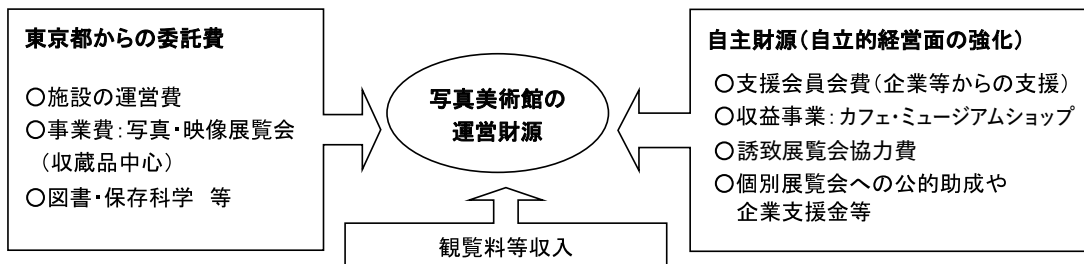 東京都からの委託費
○施設の運営費
○事業費：写真・映像展覧会
（収蔵品中心）
○図書・保存科学　等
写真美術館の
運営財源
観覧料等収入
自主財源（自立的経営面の強化）
○支援会員会費（企業等からの支援）
○収益事業：カフェ・ミュージアムショップ
○誘致展覧会協力費
○個別展覧会への公的助成や
企業支援金等